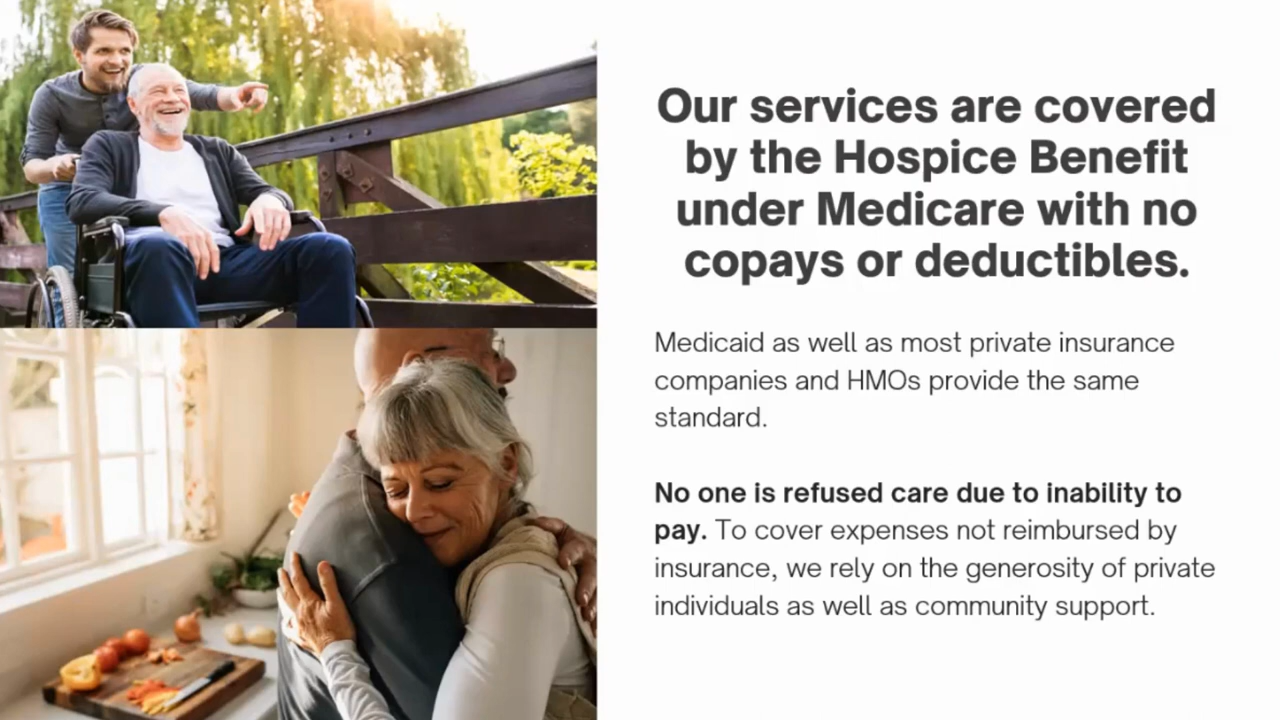 Our services are covered
by the Hospice Benefit
under Medicare with no
copays or deductibles.
Medicaid as well as most private insurance
companies and HMOs provide the same
standard.
No one is refused care due to inability to
pay. To cover expenses not reimbursed by
insurance, we rely on the generosity of private
individuals as well as community support.